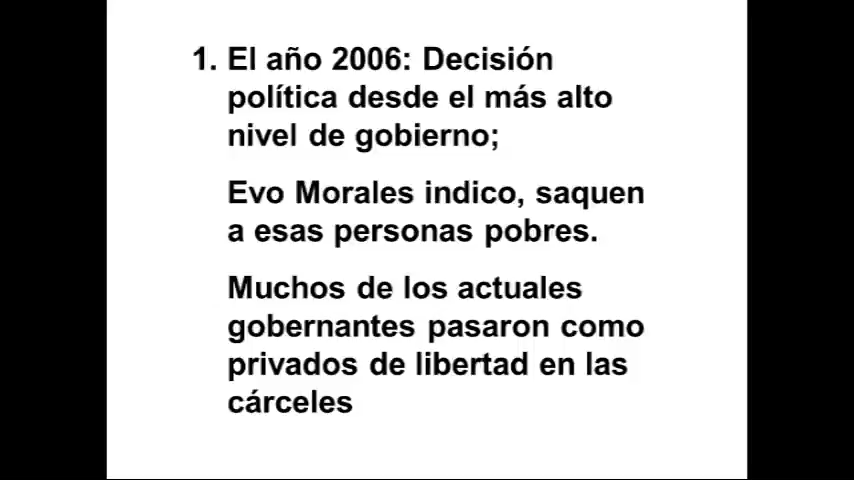 1. El año 2006: Decisión
política desde el más alto
nivel de gobierno;
Evo Morales indico, saquen
a esas personas pobres.
Muchos de los actuales
gobernantes pasaron como
privados de libertad en las
cárceles